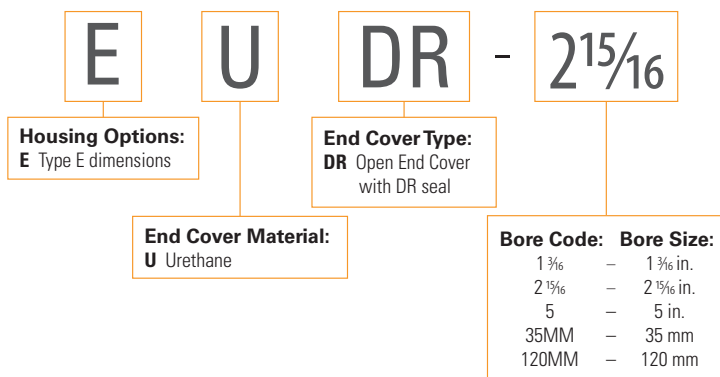 E U DR - 2 15/16
Housing Options:
E Type E dimensions
End Cover Type:
DR Open End Cover
with DR seal
End Cover Material:
U Urethane
Bore Code: Bore Size:
1 3/16 – 1 3/16 in.
2 15/16 – 2 15/16 in.
5 – 5 in.
35MM – 35 mm
120MM – 120 mm